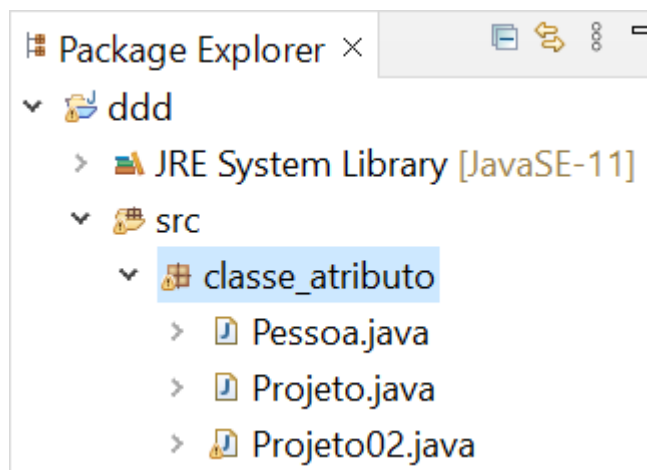 Package Explorer
ddd
JRE System Library [JavaSE-11]
src
classe_atributo
Pessoa.java
Projeto.java
Projeto02.java